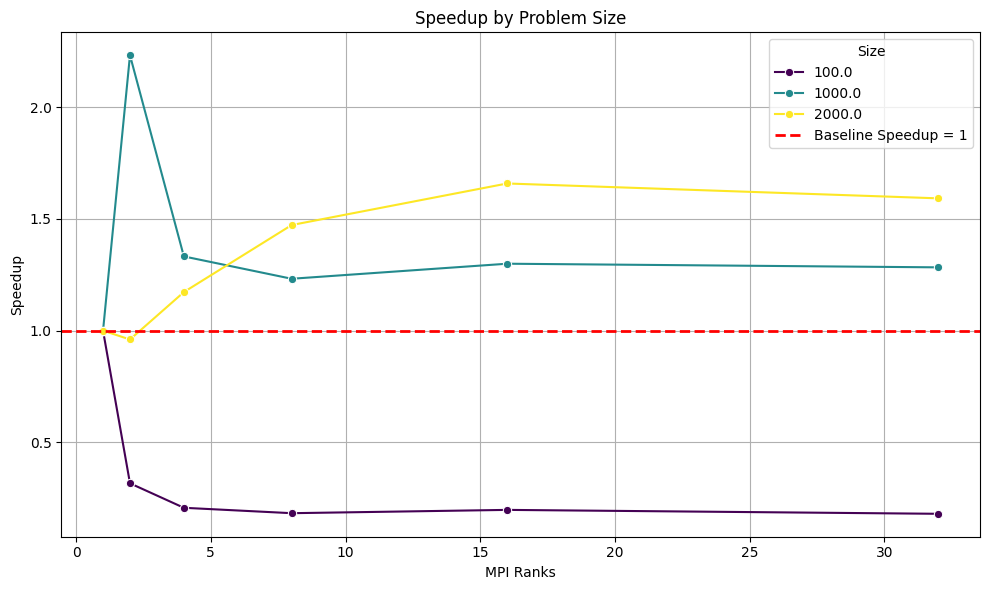 Speedup by Problem Size
Size
100.0
1000.0
2000.0
Baseline Speedup = 1
Speedup
2.0
1.5
1.0
0.5
0 5 10 15 20 25 30
MPI Ranks